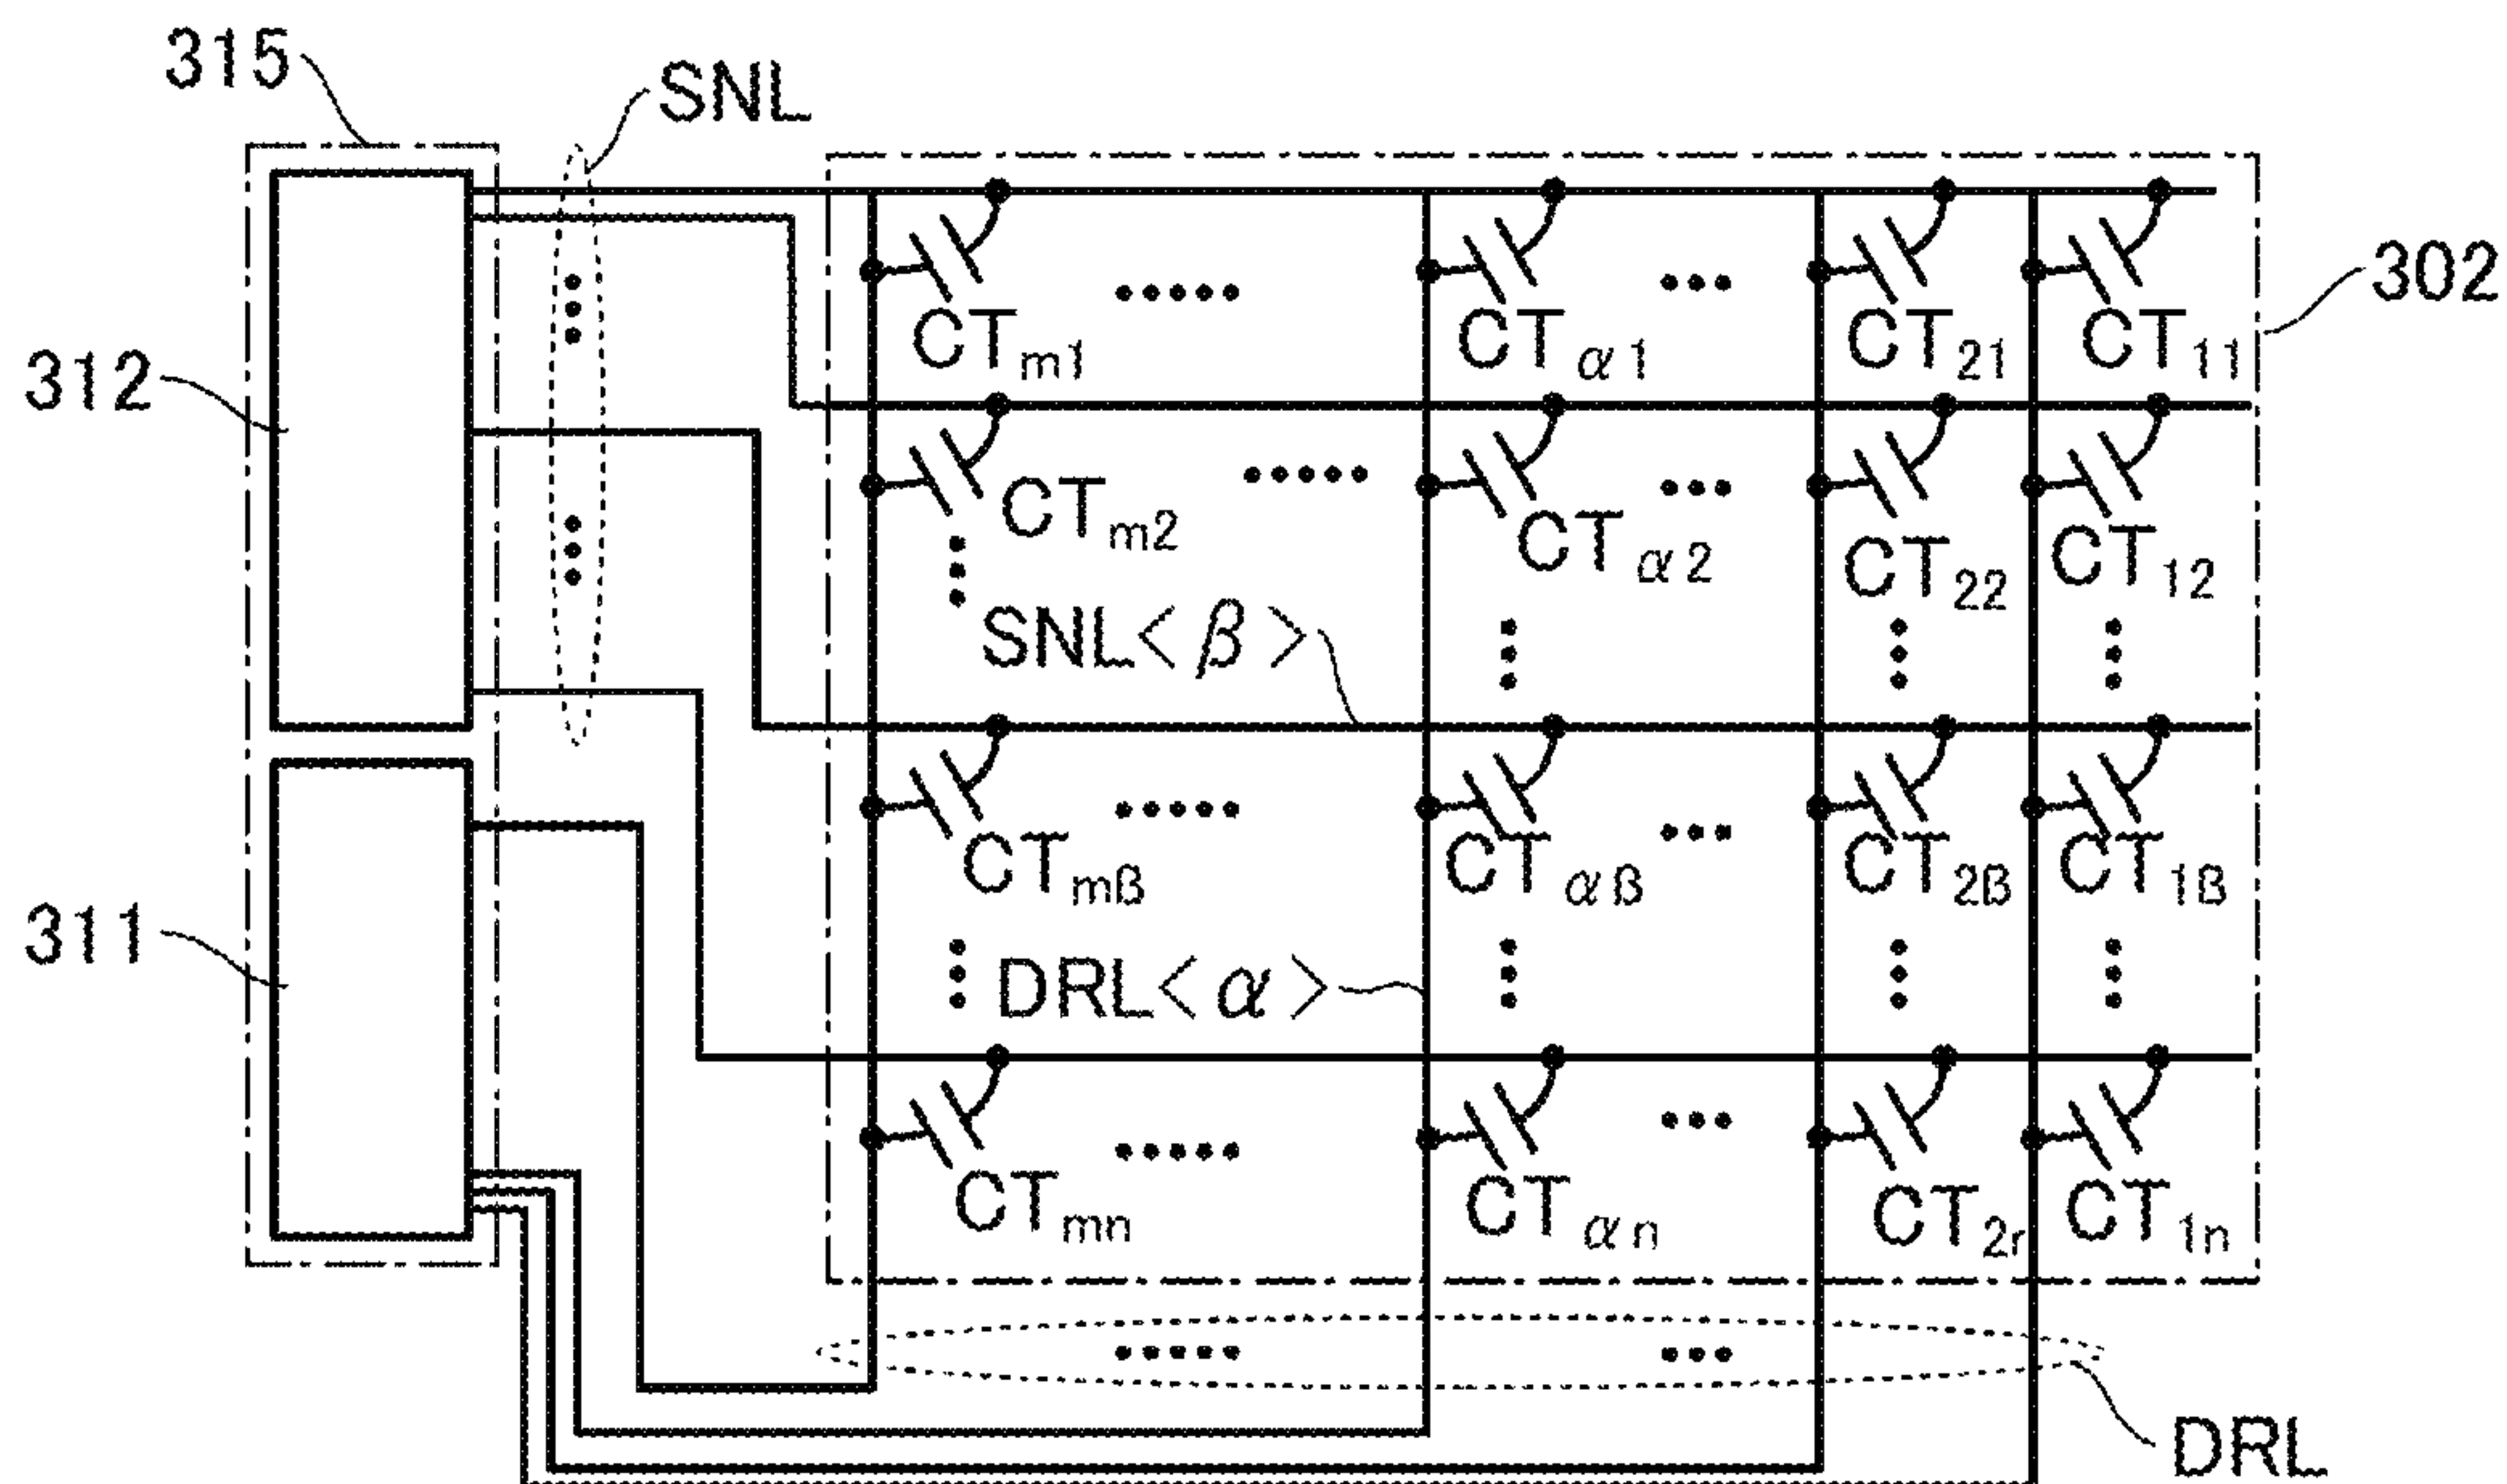 315
SNL
302
CTm1
CTα1
CT21
CT11
312
CTm2
CTα2
CT22
CT12
SNL<β>
CTmβ
CTαβ
CT2β
CT1β
311
DRL<α>
CTmn
CTαn
CT2r
CT1n
DRL